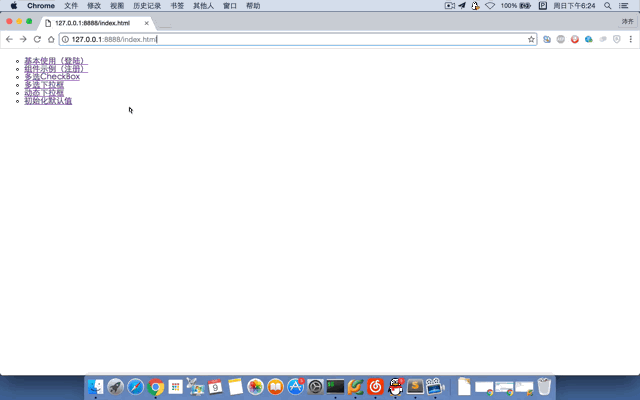 Chrome 文件 修改 视图 历史记录 书签 其他人 窗口 帮助 100% 周日下午6:24
127.0.0.1:8888/index.html
沛齐
127.0.0.1:8888/index.html
基本使用（登陆）
组件示例（注册）
多选CheckBox
多选下拉框
动态下拉框
初始化默认值
9